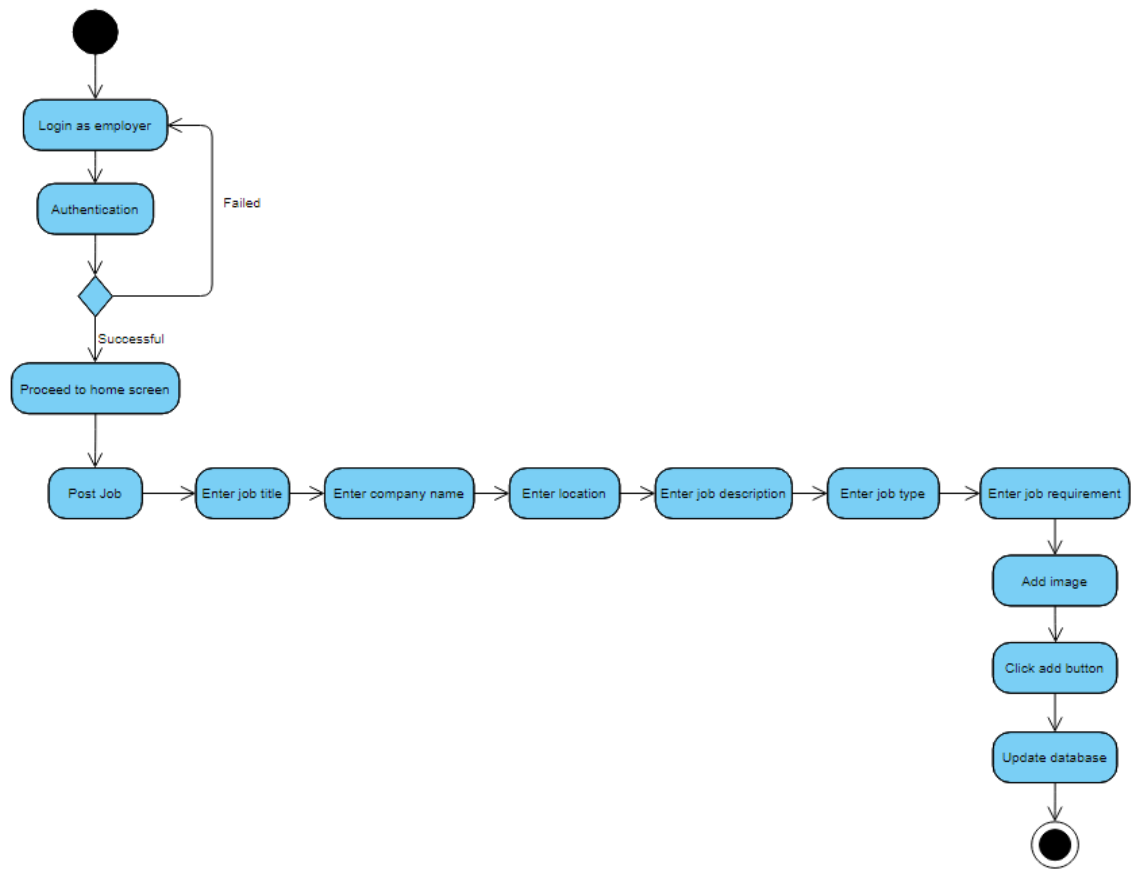 Login as employer
Authentication
Failed
Successful
Proceed to home screen
Post Job
Enter job title
Enter company name
Enter location
Enter job description
Enter job type
Enter job requirement
Add image
Click add button
Update database